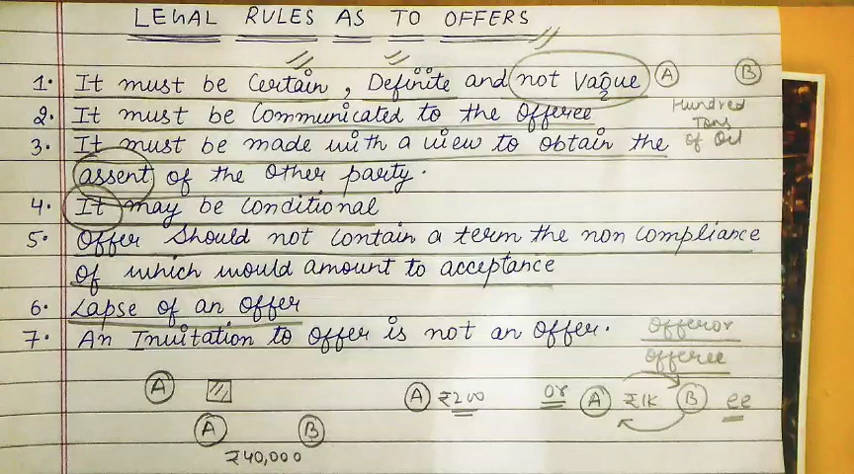 LEGAL RULES AS TO OFFERS
1. It must be Certain, Definite and not Vague A B
2. It must be Communicated to the Offeree Hundred
Tons
3. It must be made with a view to obtain the of Oil
assent of the Other party.
4. It may be Conditional
5. Offer Should not Contain a term the non Compliance
of which would amount to acceptance
6. Lapse of an Offer
7. An Invitation to Offer is not an Offer. Offeror
Offeree
A
A ₹200 or A ₹1K B ee
A B
₹40,000